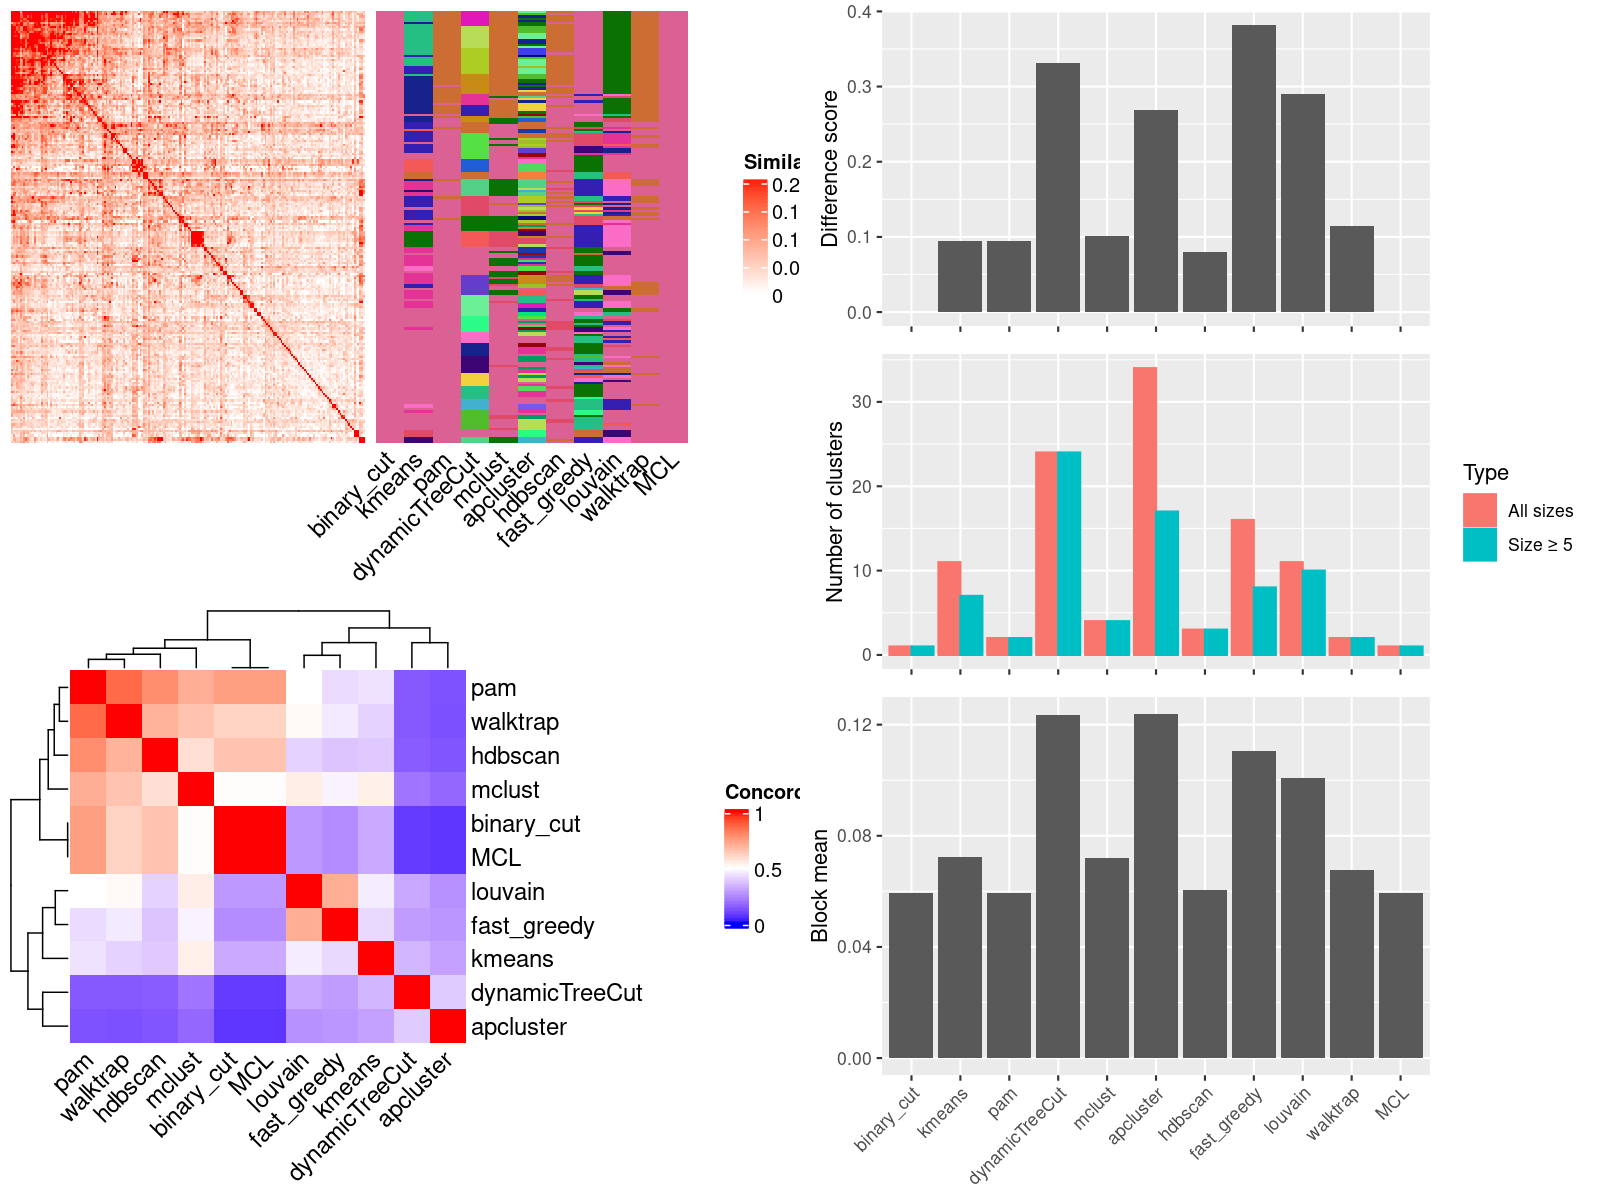 Simila
0.2
0.1
0.1
0.0
0
binary_cut
kmeans
pam
dynamicTreeCut
mclust
apcluster
hdbscan
fast_greedy
louvain
walktrap
MCL
pam
walktrap
hdbscan
mclust
binary_cut
MCL
louvain
fast_greedy
kmeans
dynamicTreeCut
apcluster
pam
walktrap
hdbscan
mclust
binary_cut
MCL
louvain
fast_greedy
kmeans
dynamicTreeCut
apcluster
Concord
1
0.5
0
Difference score
0.4
0.3
0.2
0.1
0.0
Number of clusters
30
20
10
0
Type
All sizes
Size ≥ 5
Block mean
0.12
0.08
0.04
0.00
binary_cut
kmeans
pam
dynamicTreeCut
mclust
apcluster
hdbscan
fast_greedy
louvain
walktrap
MCL